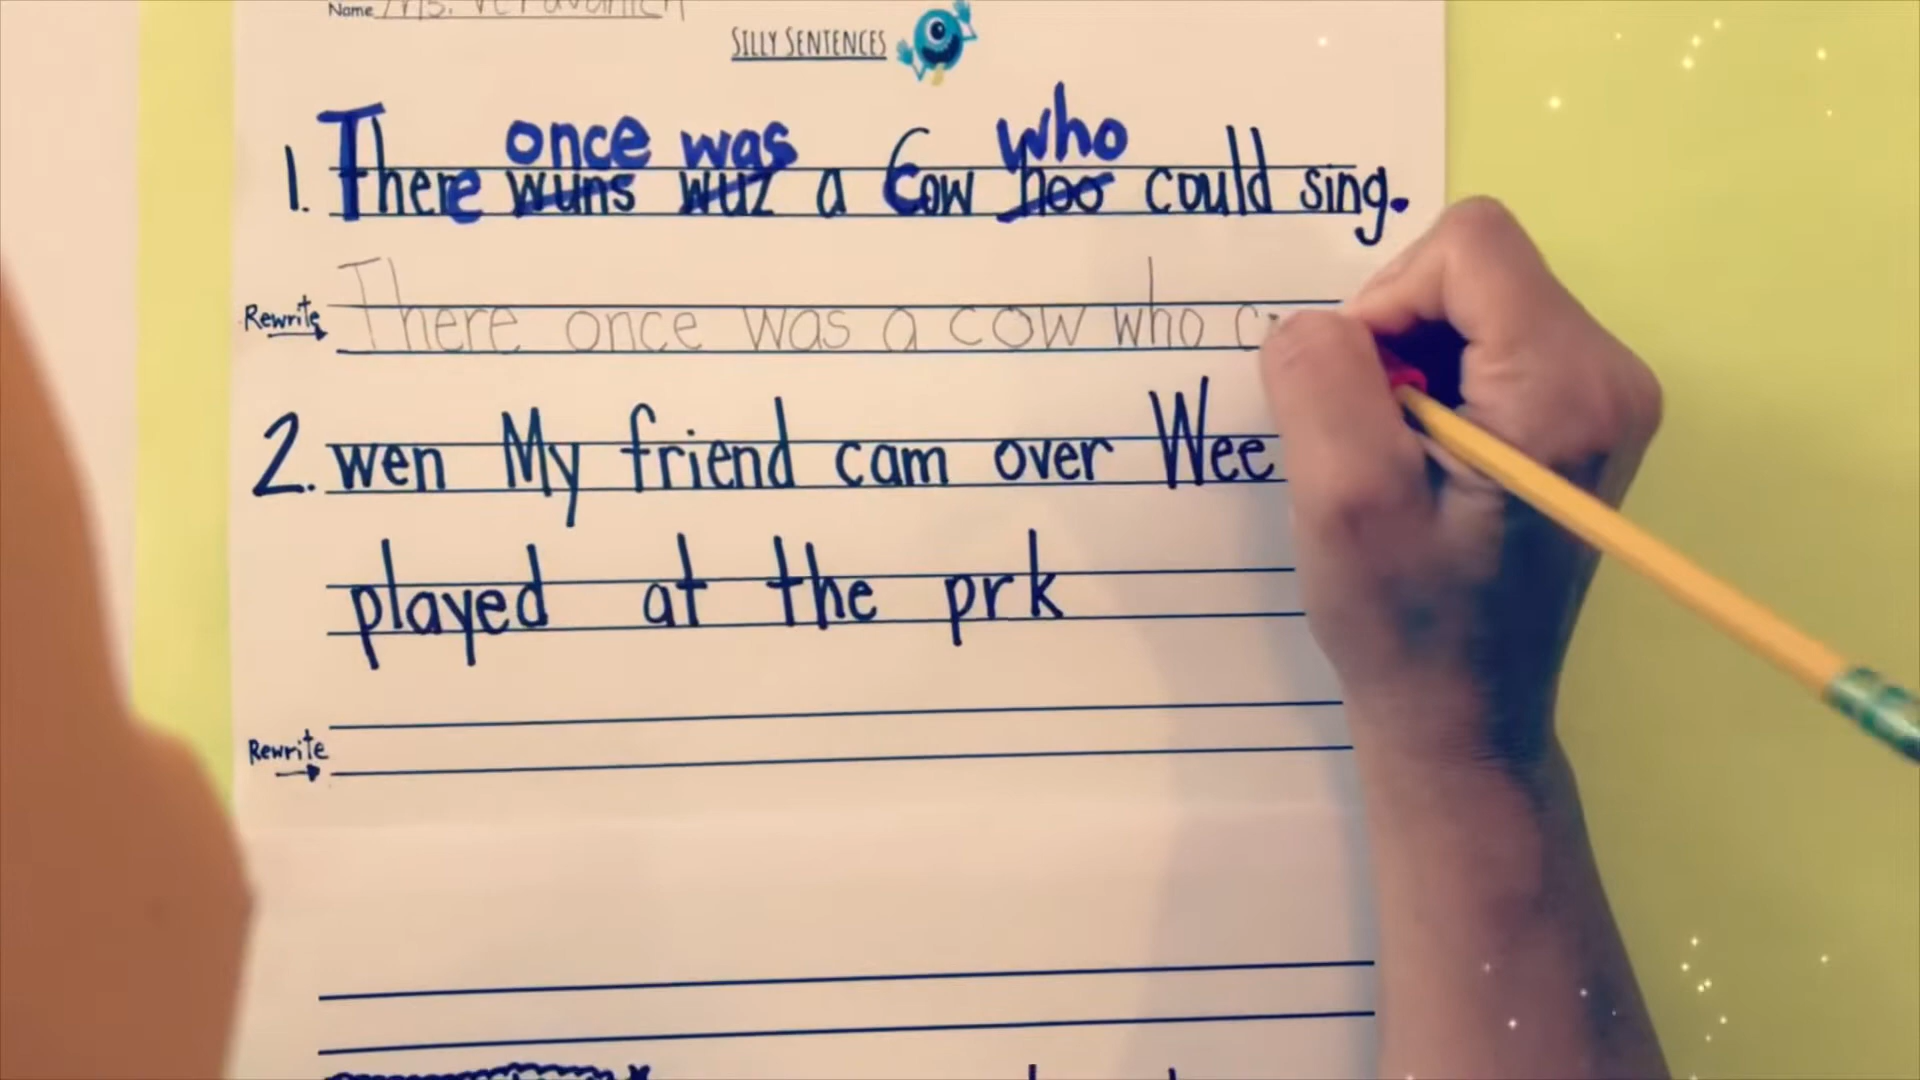 Name Ms.
SILLY SENTENCES
once was who
1. There wuns wuz a Cow hoo could sing.
Rewrite There once was a cow who c
2. wen My friend cam over Wee
played at the prk
Rewrite